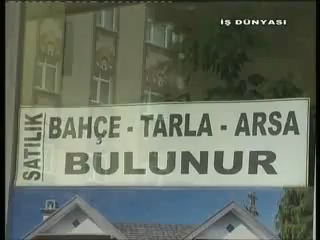 İŞ DÜNYASI
SATILIK
BAHÇE - TARLA - ARSA
BULUNUR